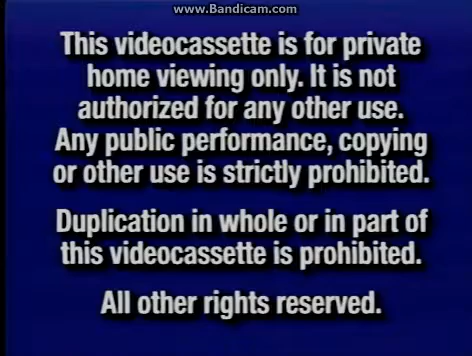 www.Bandicam.com
This videocassette is for private
home viewing only. It is not
authorized for any other use.
Any public performance, copying
or other use is strictly prohibited.
Duplication in whole or in part of
this videocassette is prohibited.
All other rights reserved.